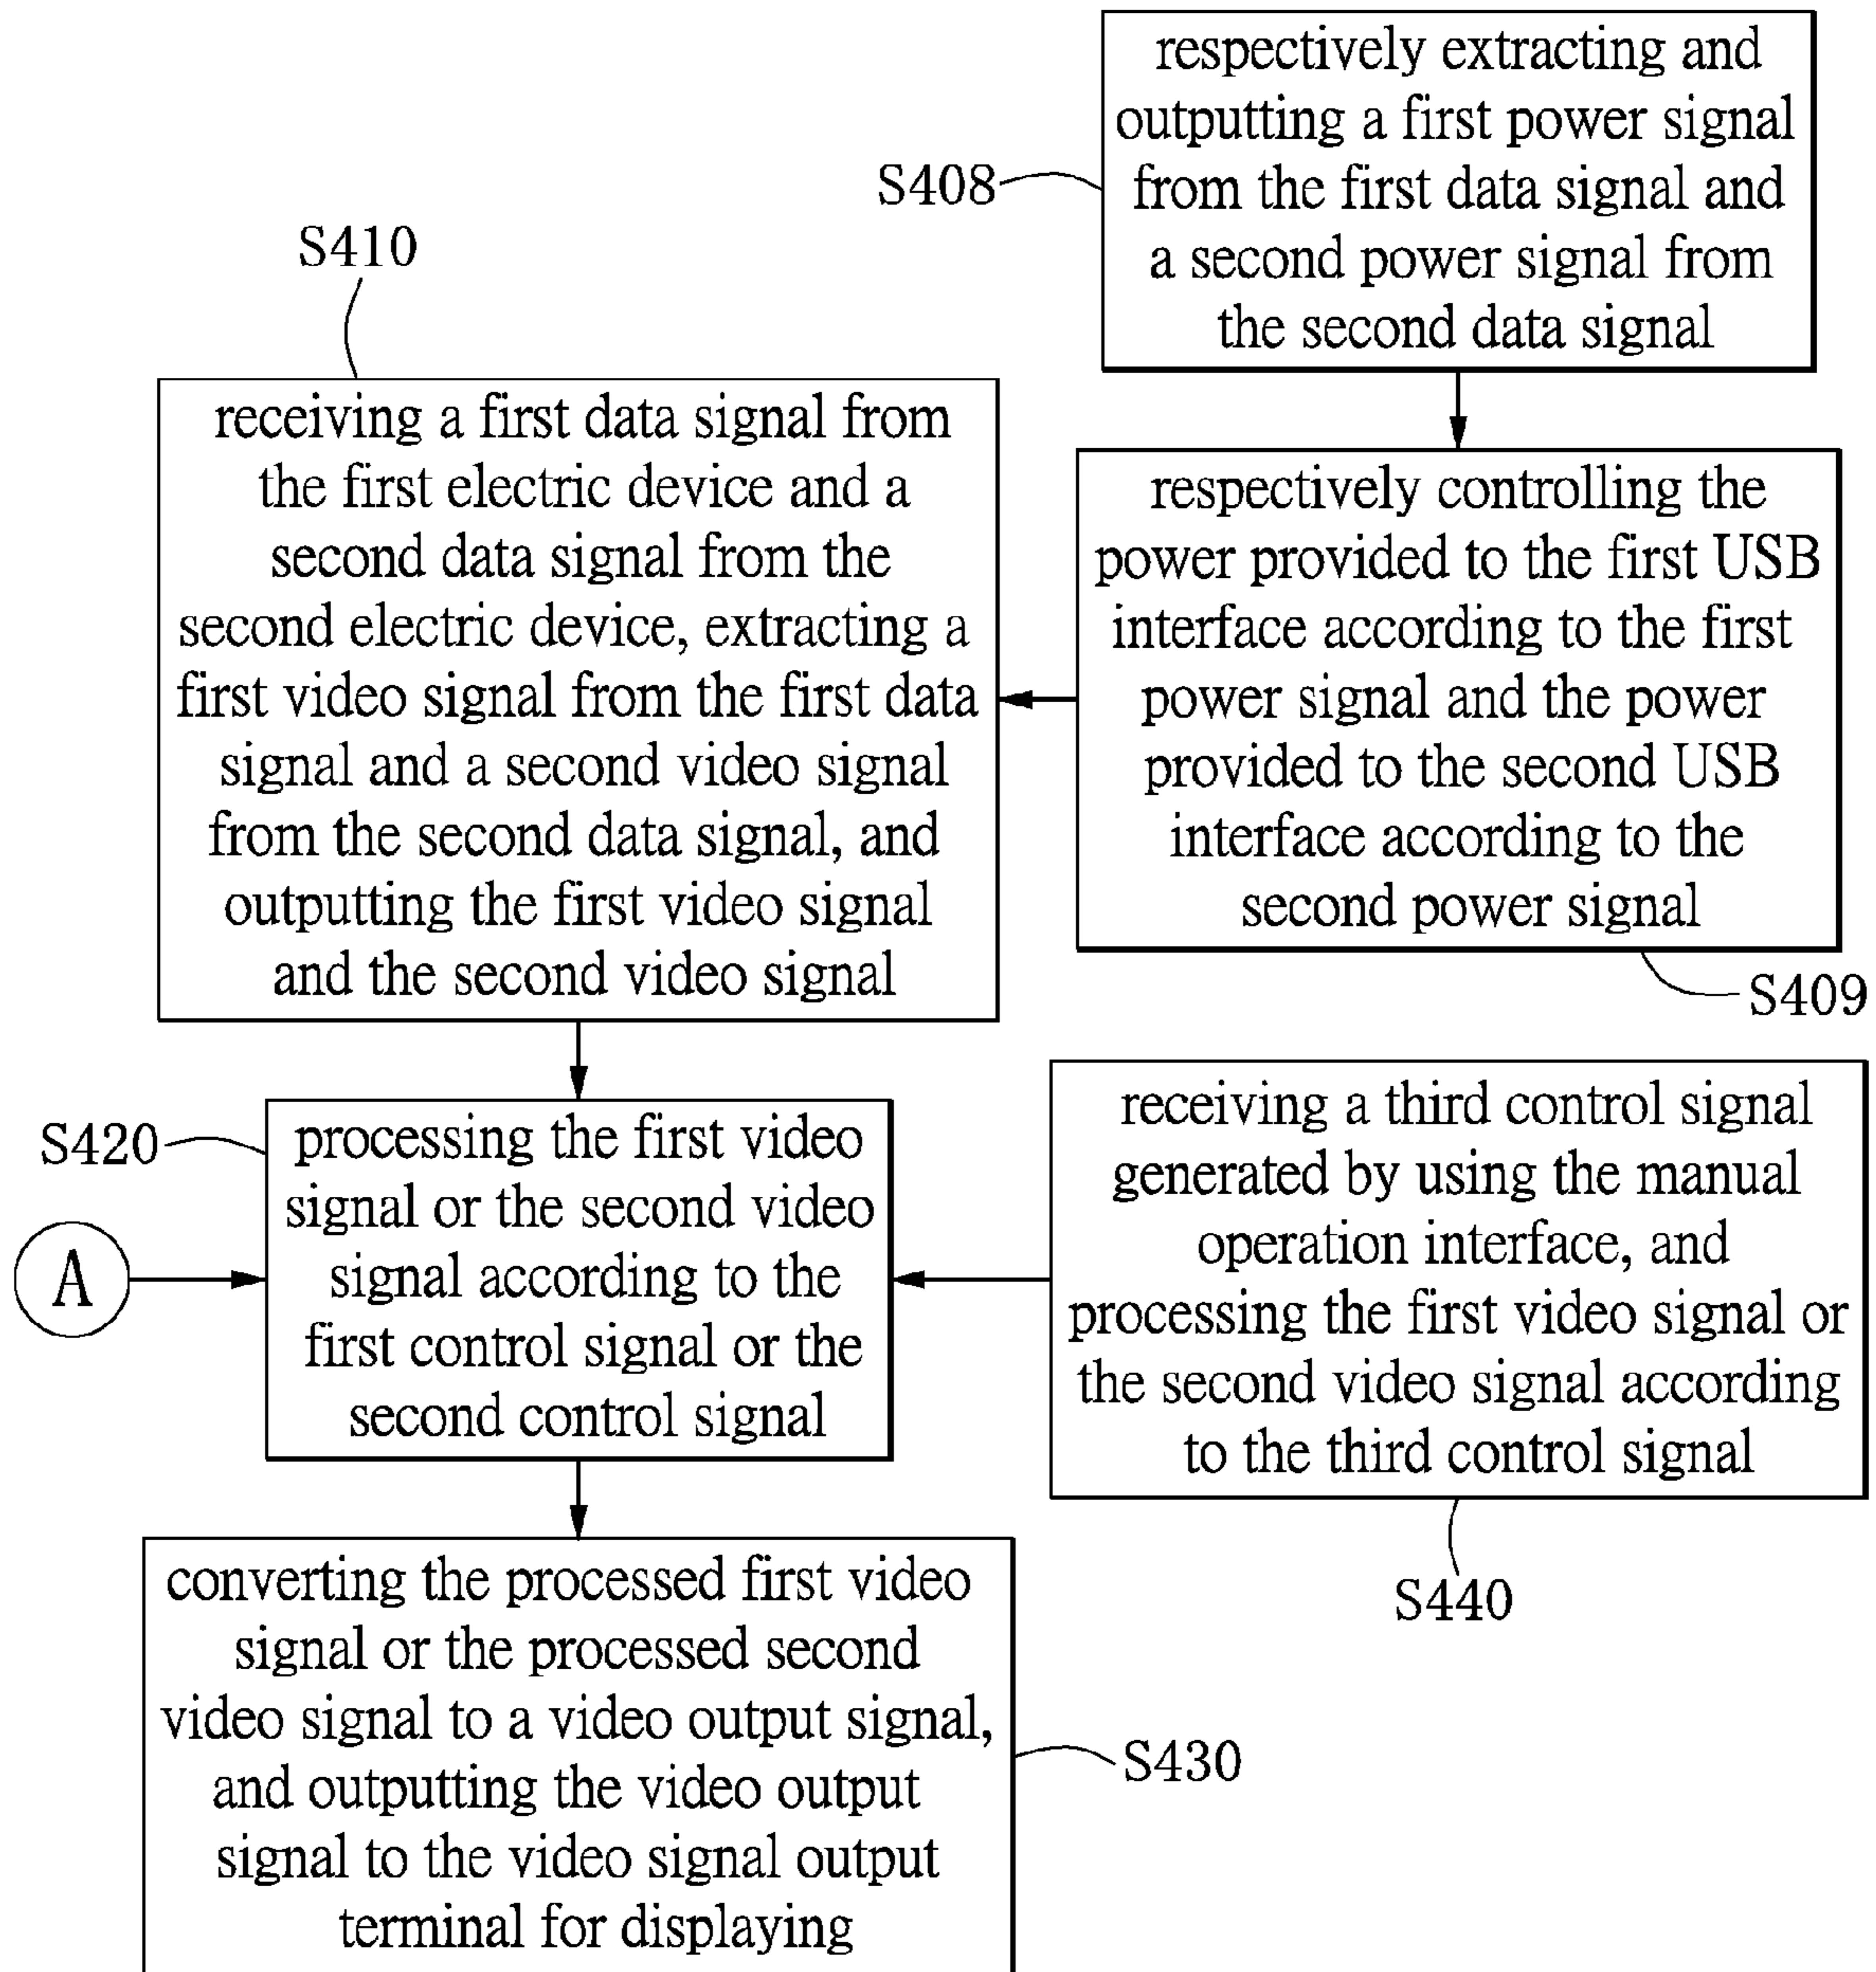 respectively extracting and
outputting a first power signal
from the first data signal and
a second power signal from
the second data signal
S408
S410
receiving a first data signal from
the first electric device and a
second data signal from the
second electric device, extracting a
first video signal from the first data
signal and a second video signal
from the second data signal, and
outputting the first video signal
and the second video signal
respectively controlling the
power provided to the first USB
interface according to the first
power signal and the power
provided to the second USB
interface according to the
second power signal
S409
S420
processing the first video
signal or the second video
signal according to the
first control signal or the
second control signal
A
receiving a third control signal
generated by using the manual
operation interface, and
processing the first video signal or
the second video signal according
to the third control signal
S440
converting the processed first video
signal or the processed second
video signal to a video output signal,
and outputting the video output
signal to the video signal output
terminal for displaying
S430